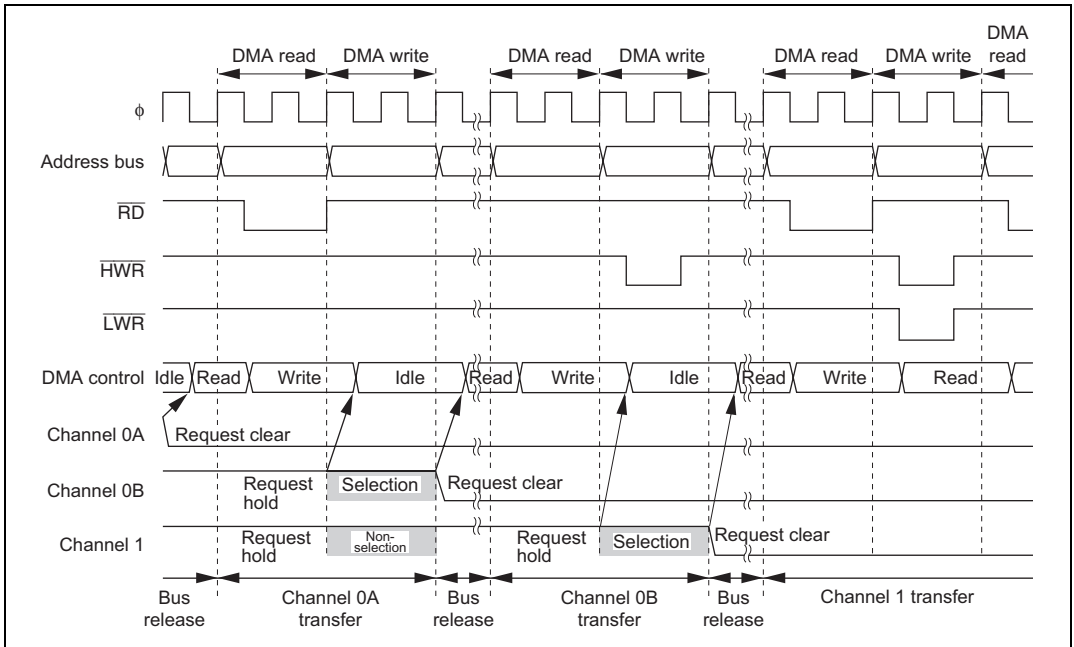 DMA
DMA read DMA write DMA read DMA write DMA read DMA write read
ϕ
Address bus
RD
HWR
LWR
DMA control Idle Read Write Idle Read Write Idle Read Write Read
Channel 0A Request clear
Channel 0B Request hold Selection Request clear
Channel 1 Request hold Non-selection Request hold Selection Request clear
Bus release Channel 0A transfer Bus release Channel 0B transfer Bus release Channel 1 transfer